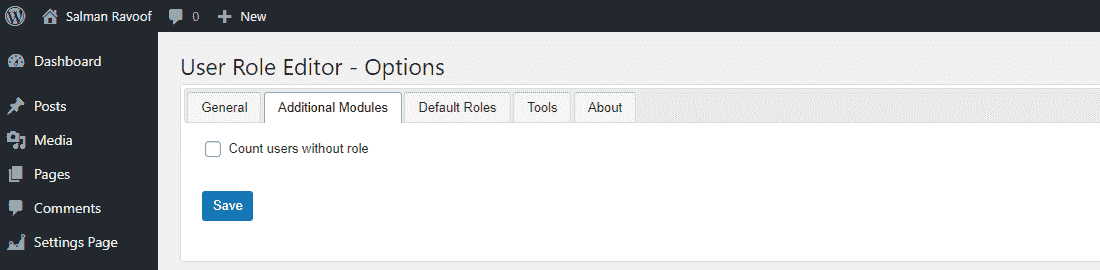 Salman Ravoof 0 New
Dashboard
Posts
Media
Pages
Comments
Settings Page
User Role Editor - Options
General Additional Modules Default Roles Tools About
Count users without role
Save